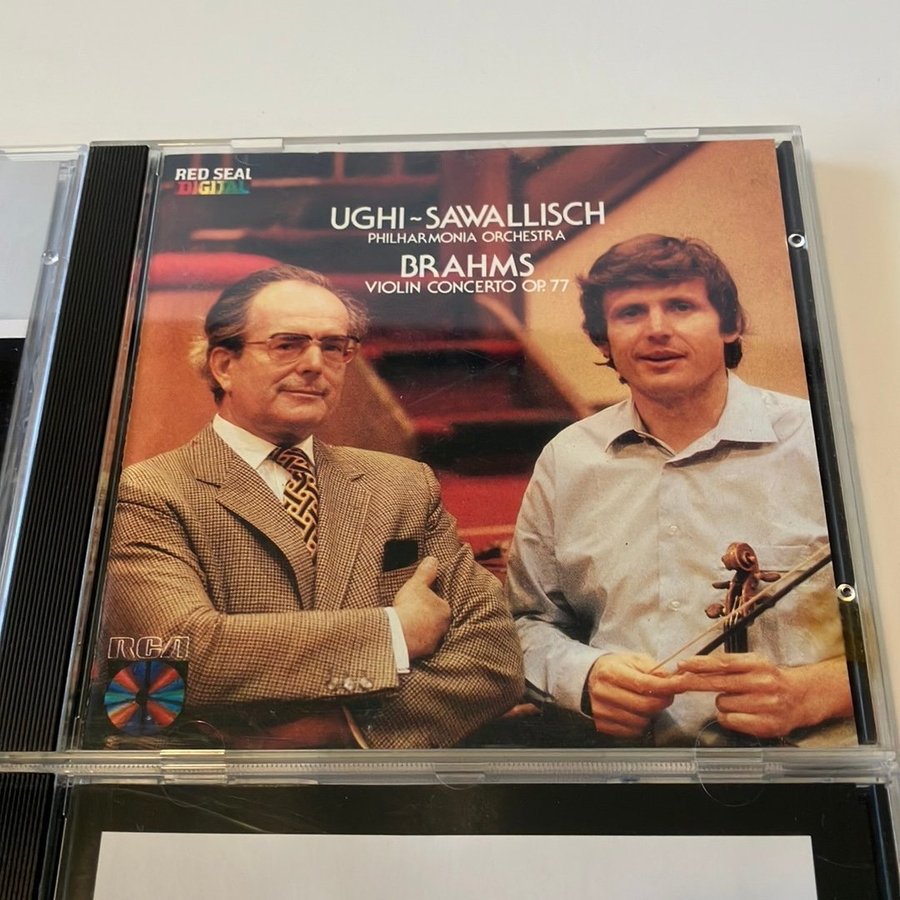 RED SEAL
DIGITAL
UGHI~SAWALLISCH
PHILHARMONIA ORCHESTRA
BRAHMS
VIOLIN CONCERTO OP. 77
RCA